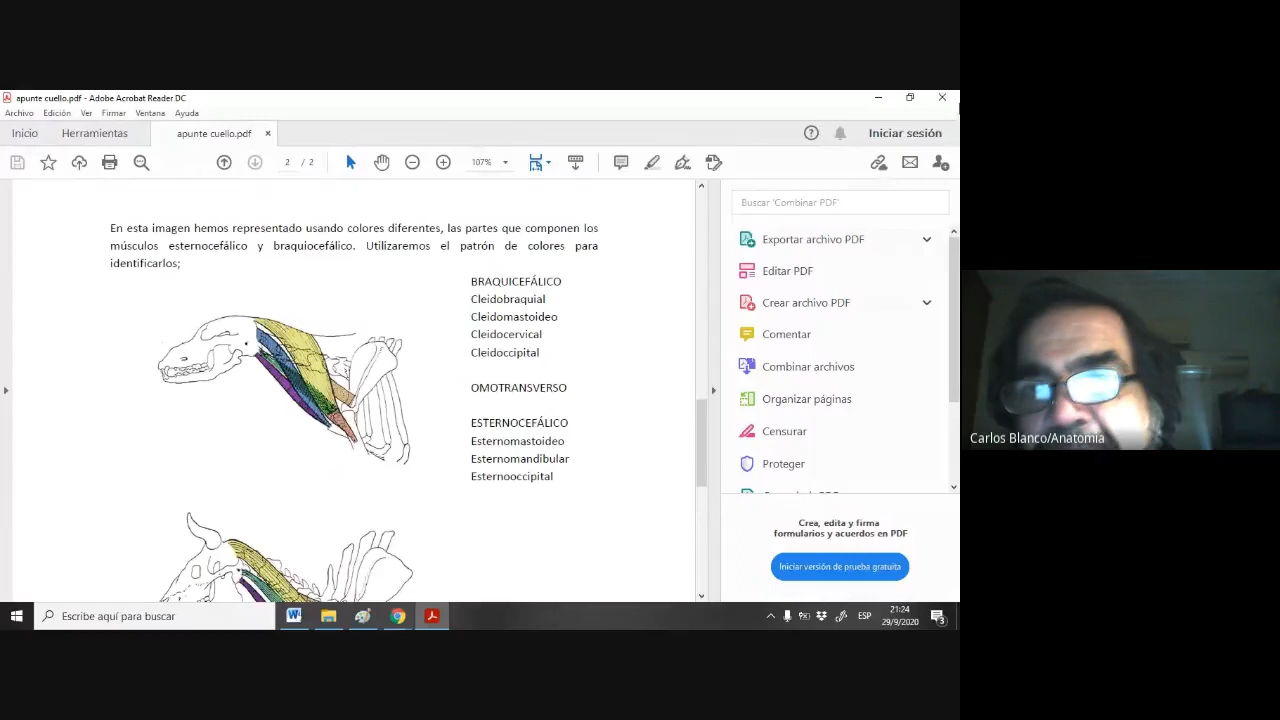 apunte cuello.pdf - Adobe Acrobat Reader DC
Archivo Edición Ver Firmar Ventana Ayuda
Inicio Herramientas apunte cuello.pdf × Iniciar sesión
2 / 2 107%
En esta imagen hemos representado usando colores diferentes, las partes que componen los
músculos esternocefálico y braquiocefálico. Utilizaremos el patrón de colores para
identificarlos;
BRAQUICEFÁLICO
Cleidobraquial
Cleidomastoideo
Cleidocervical
Cleidoccipital
OMOTRANSVERSO
ESTERNOCEFÁLICO
Esternomastoideo
Esternomandibular
Esternooccipital
Buscar 'Combinar PDF'
Exportar archivo PDF
Editar PDF
Crear archivo PDF
Comentar
Combinar archivos
Organizar páginas
Censurar
Proteger
Crea, edita y firma
formularios y acuerdos en PDF
Iniciar versión de prueba gratuita
Carlos Blanco/Anatomia
Escribe aquí para buscar
ESP
21:24
29/9/2020
3